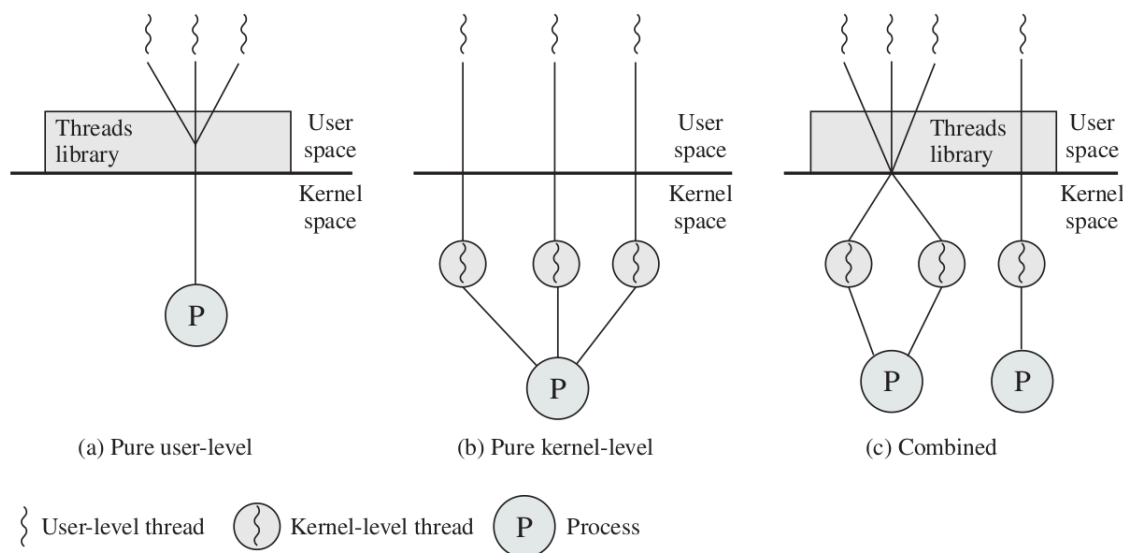 Threads
library
User
space
Kernel
space
P
(a) Pure user-level
User
space
Kernel
space
P
(b) Pure kernel-level
Threads
library
User
space
Kernel
space
P
P
(c) Combined
User-level thread
Kernel-level thread
P
Process